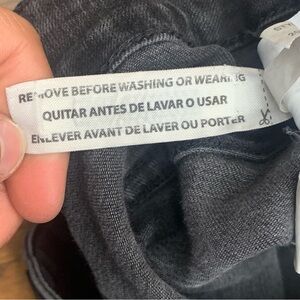 REMOVE BEFORE WASHING OR WEARING
QUITAR ANTES DE LAVAR O USAR
ENLEVER AVANT DE LAVER OU PORTER